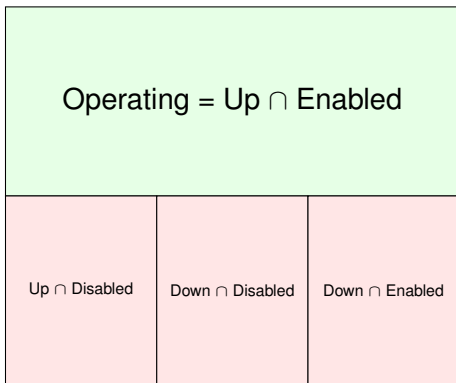 Operating = Up ∩ Enabled
Up ∩ Disabled
Down ∩ Disabled
Down ∩ Enabled